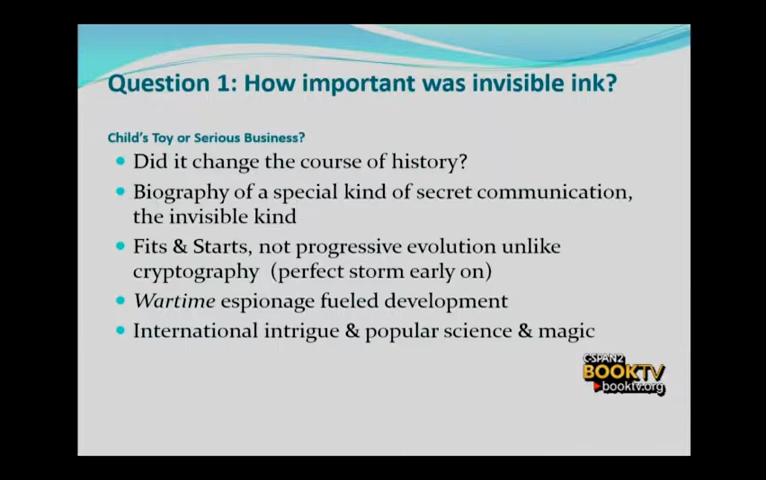 Question 1: How important was invisible ink?
Child's Toy or Serious Business?
• Did it change the course of history?
• Biography of a special kind of secret communication,
the invisible kind
• Fits & Starts, not progressive evolution unlike
cryptography (perfect storm early on)
• Wartime espionage fueled development
• International intrigue & popular science & magic
C-SPAN2
BOOKTV
booktv.org